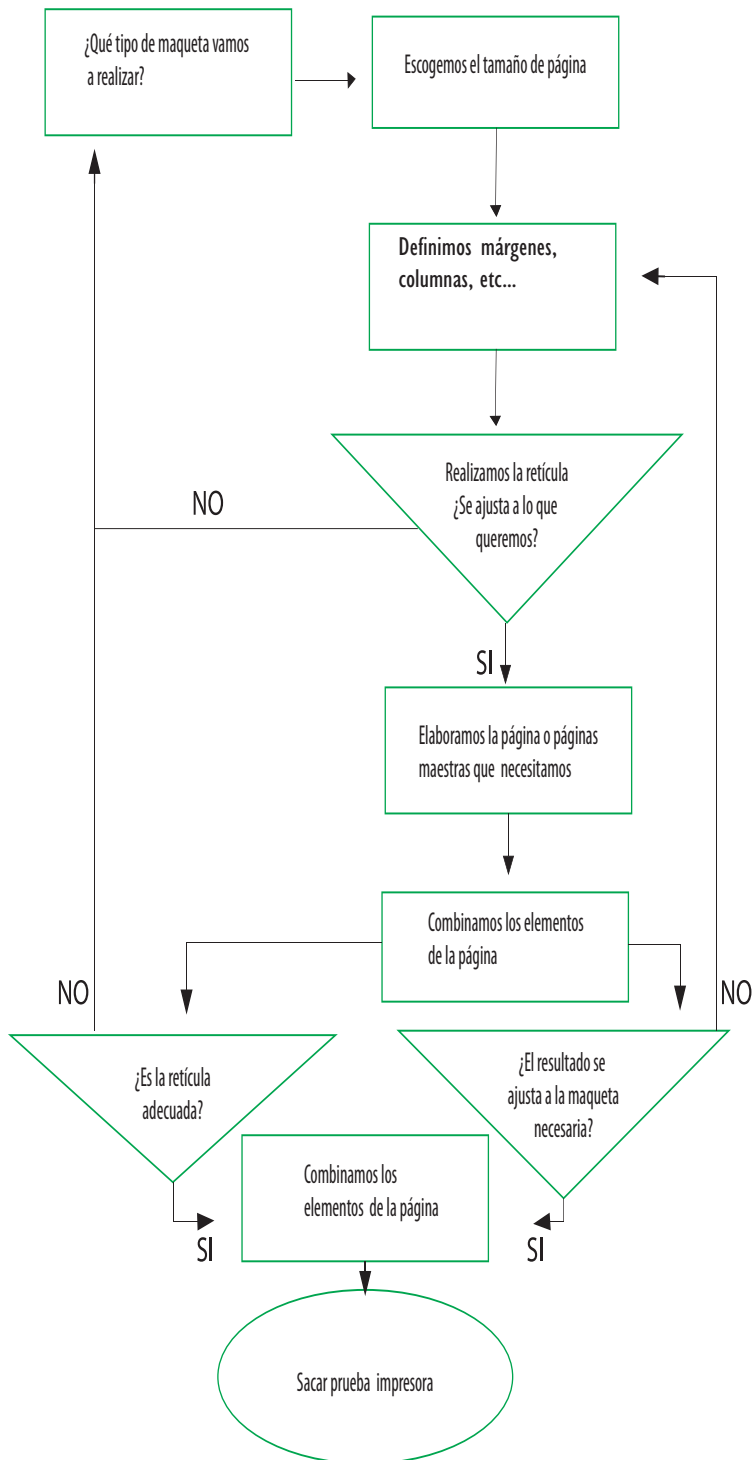 ¿Qué tipo de maqueta vamos
a realizar?
Escogemos el tamaño de página
Definimos márgenes,
columnas, etc...
Realizamos la retícula
¿Se ajusta a lo que
queremos?
NO
SI
Elaboramos la página o páginas
maestras que necesitamos
Combinamos los elementos
de la página
NO
NO
¿Es la retícula
adecuada?
¿El resultado se
ajusta a la maqueta
necesaria?
Combinamos los
elementos de la página
SI
SI
Sacar prueba impresora